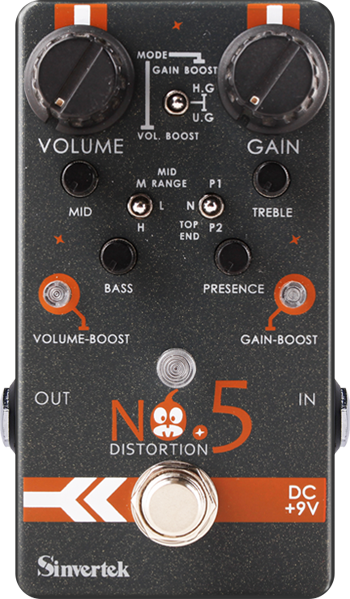 MODE
GAIN BOOST
H.G
U.G
VOL. BOOST
VOLUME
GAIN
MID RANGE
M
L
H
P1
N
P2
TOP END
MID
TREBLE
BASS
PRESENCE
VOLUME-BOOST
GAIN-BOOST
OUT
IN
NO.5
DISTORTION
DC
+9V
Sinvertek